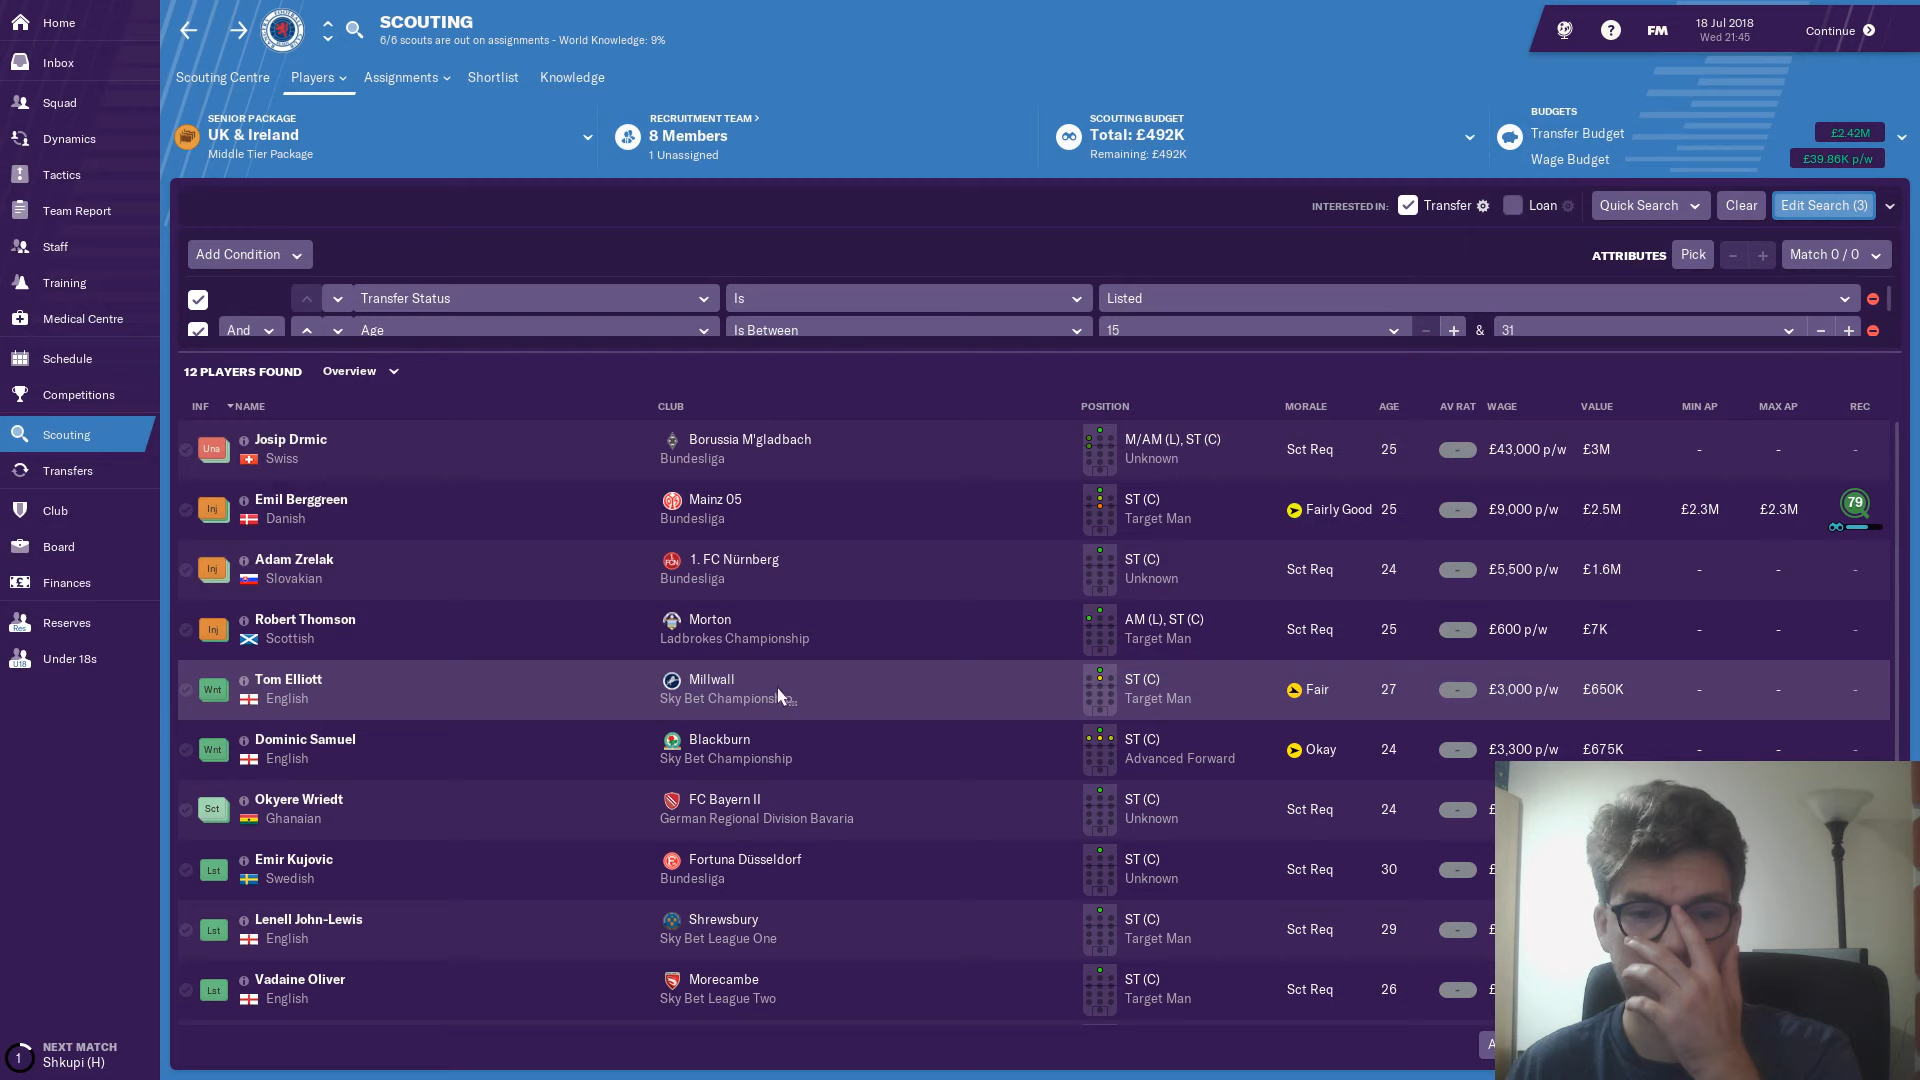 Home
Inbox
Squad
Dynamics
Tactics
Team Report
Staff
Training
Medical Centre
Schedule
Competitions
Scouting
Transfers
Club
Board
Finances
Res
Reserves
U18
Under 18s
1
NEXT MATCH
Shkupi (H)
SCOUTING
6/6 scouts are out on assignments - World Knowledge: 9%
FM
18 Jul 2018
Wed 21:45
Continue
Scouting Centre
Players
Assignments
Shortlist
Knowledge
SENIOR PACKAGE
UK & Ireland
Middle Tier Package
RECRUITMENT TEAM >
8 Members
1 Unassigned
SCOUTING BUDGET
Total: £492K
Remaining: £492K
BUDGETS
Transfer Budget £2.42M
Wage Budget £39.86K p/w
INTERESTED IN: Transfer Loan Quick Search Clear Edit Search (3)
Add Condition
ATTRIBUTES Pick - + Match 0 / 0
Transfer Status Is Listed
And Age Is Between 15 - + & 31 - +
12 PLAYERS FOUND Overview
INF NAME CLUB POSITION MORALE AGE AV RAT WAGE VALUE MIN AP MAX AP REC
Una Josip Drmic Borussia M'gladbach M/AM (L), ST (C) Sct Req 25 - £43,000 p/w £3M - - -
Swiss Bundesliga Unknown
Inj Emil Berggreen Mainz 05 ST (C) Fairly Good 25 - £9,000 p/w £2.5M £2.3M £2.3M 79
Danish Bundesliga Target Man
Inj Adam Zrelak 1. FC Nürnberg ST (C) Sct Req 24 - £5,500 p/w £1.6M - - -
Slovakian Bundesliga Unknown
Inj Robert Thomson Morton AM (L), ST (C) Sct Req 25 - £600 p/w £7K - - -
Scottish Ladbrokes Championship Target Man
Wnt Tom Elliott Millwall ST (C) Fair 27 - £3,000 p/w £650K - - -
English Sky Bet Championship Target Man
Wnt Dominic Samuel Blackburn ST (C) Okay 24 - £3,300 p/w £675K - - -
English Sky Bet Championship Advanced Forward
Sct Okyere Wriedt FC Bayern II ST (C) Sct Req 24 - £
Ghanaian German Regional Division Bavaria Unknown
Lst Emir Kujovic Fortuna Düsseldorf ST (C) Sct Req 30 - £
Swedish Bundesliga Unknown
Lst Lenell John-Lewis Shrewsbury ST (C) Sct Req 29 - £
English Sky Bet League One Target Man
Lst Vadaine Oliver Morecambe ST (C) Sct Req 26 - £
English Sky Bet League Two Target Man